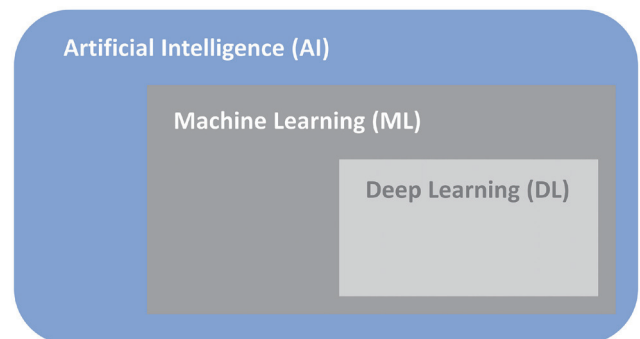 Artificial Intelligence (AI)
Machine Learning (ML)
Deep Learning (DL)